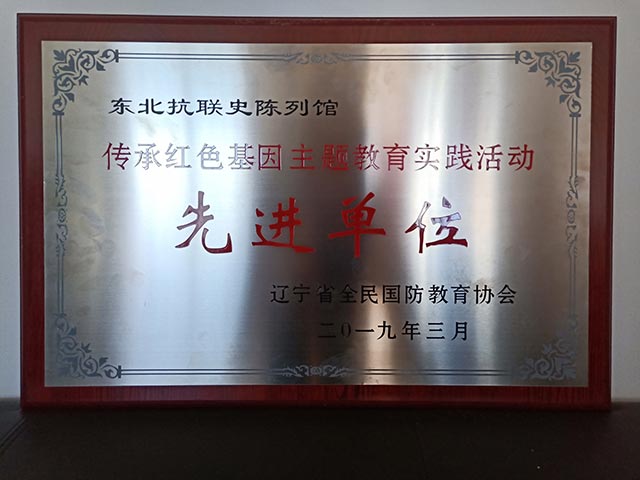 东北抗联史陈列馆
传承红色基因主题教育实践活动
先进单位
辽宁省全民国防教育协会
二0一九年三月